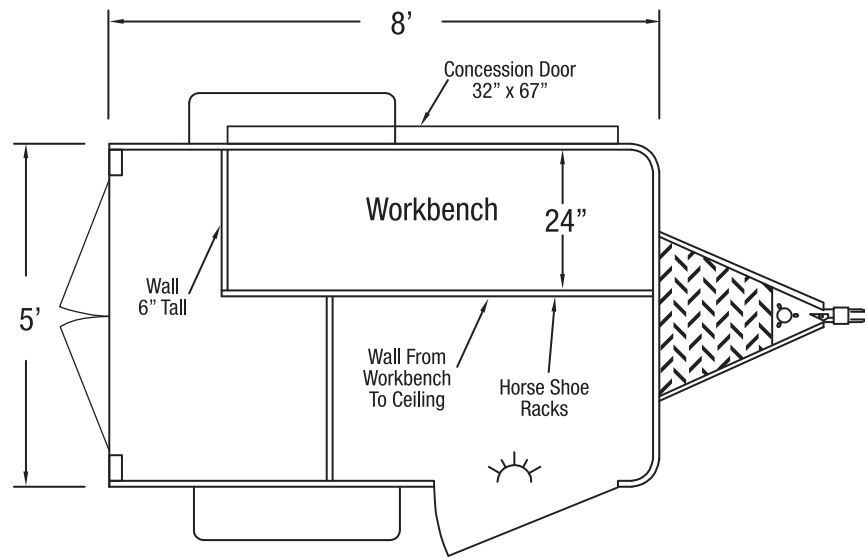 8’
Concession Door
32” x 67”
Workbench
24”
Wall
6” Tall
5’
Wall From
Workbench
To Ceiling
Horse Shoe
Racks